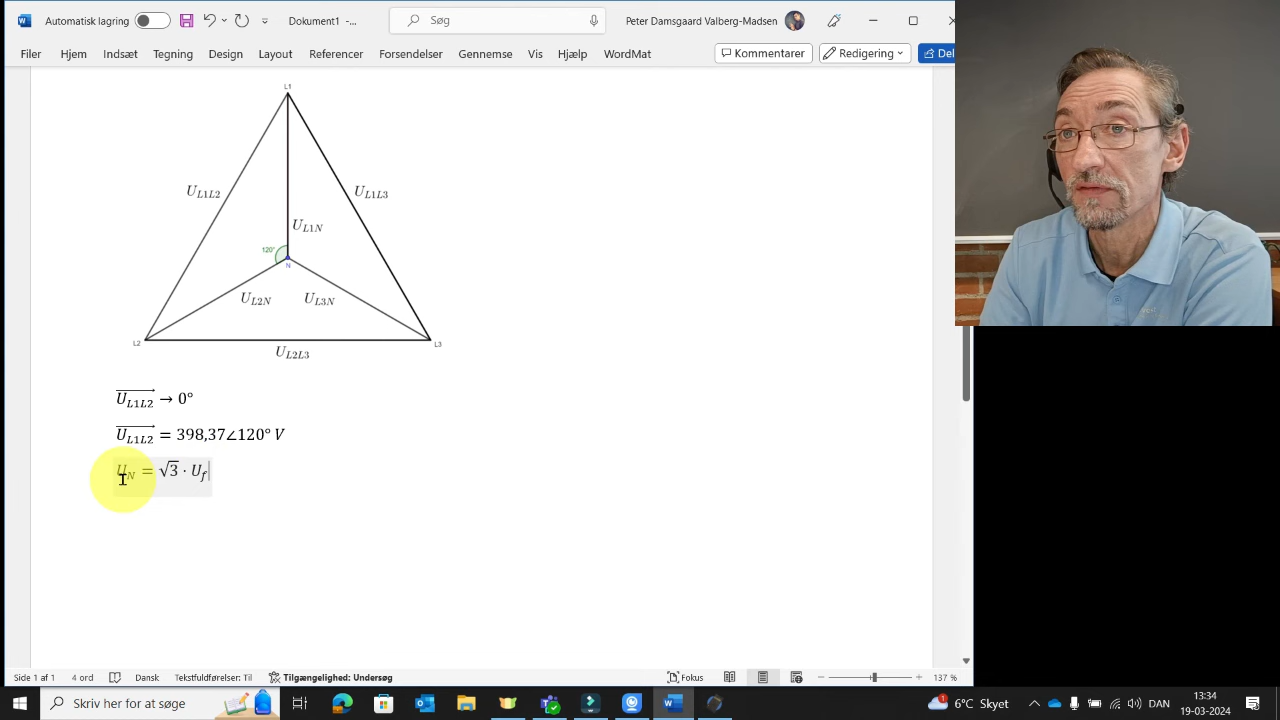 Automatisk lagring
Dokument1 -...
Søg
Peter Damsgaard Valberg-Madsen
Filer Hjem Indsæt Tegning Design Layout Referencer Forsendelser Gennemse Vis Hjælp WordMat
Kommentarer
Redigering
Del
L1
U_{L1L2}
U_{L1L3}
U_{L1N}
120°
N
U_{L2N}
U_{L3N}
L2
L3
U_{L2L3}
\overrightarrow{U_{L1L2}} → 0°
\overrightarrow{U_{L1L2}} = 398,37∠120° V
U_N = √3 · U_f
Side 1 af 1 4 ord Dansk Tekstfuldførelser: Til Tilgængelighed: Undersøg Fokus 137 %
Skriv her for at søge
6°C Skyet
DAN
13:34
19-03-2024